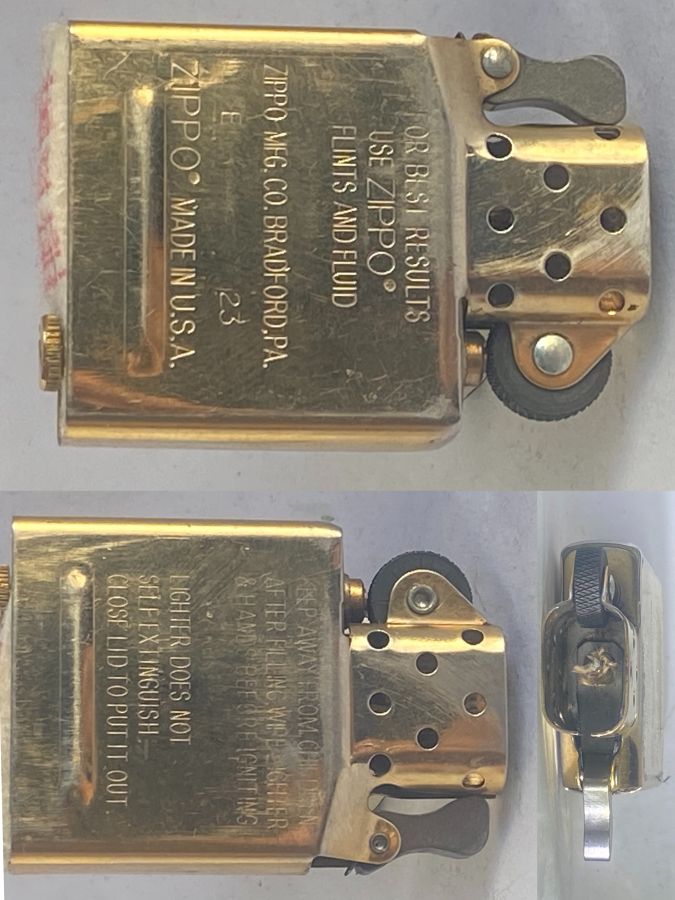 FOR BEST RESULTS
USE ZIPPO®
FLINTS AND FLUID
ZIPPO MFG. CO. BRADFORD, PA.
E 23
ZIPPO® MADE IN U.S.A.
KEEP AWAY FROM CHILDREN
AFTER FILLING WIPE LIGHTER
& HANDS BEFORE IGNITING
LIGHTER DOES NOT
SELF EXTINGUISH
CLOSE LID TO PUT IT OUT